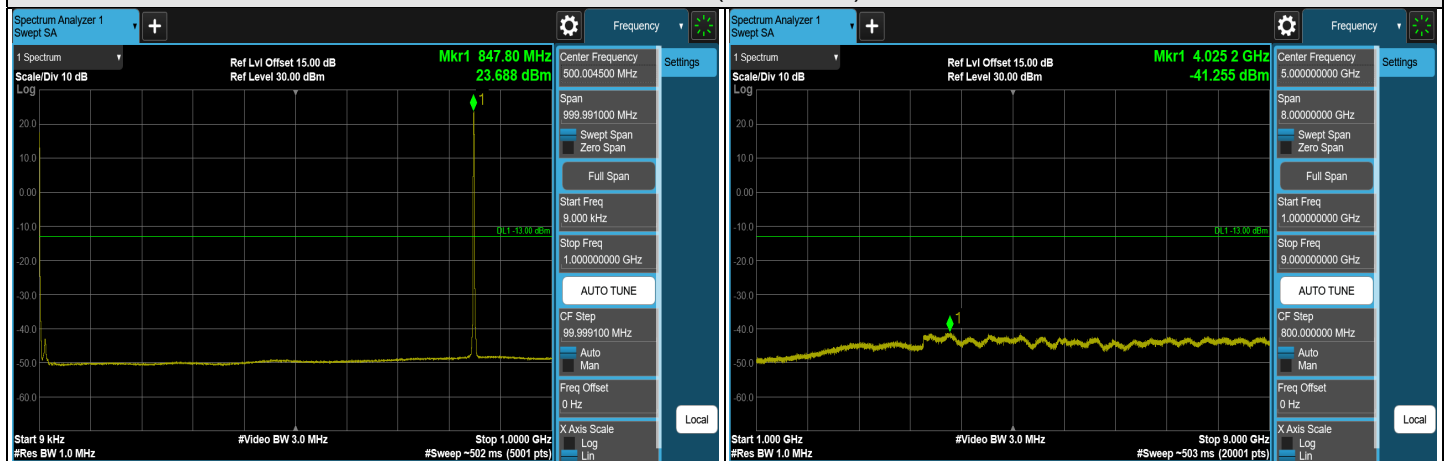 Spectrum Analyzer 1
Swept SA
+
Frequency
1 Spectrum
Scale/Div 10 dB
Log
Ref Lvl Offset 15.00 dB
Ref Level 30.00 dBm
Mkr1 847.80 MHz
23.688 dBm
1
20.0
10.0
0.00
-10.0
-20.0
-30.0
-40.0
-50.0
-60.0
DL1 -13.00 dBm
Start 9 kHz
#Res BW 1.0 MHz
#Video BW 3.0 MHz
Stop 1.0000 GHz
#Sweep ~502 ms (5001 pts)
Center Frequency
500.004500 MHz
Settings
Span
999.991000 MHz
Swept Span
Zero Span
Full Span
Start Freq
9.000 kHz
Stop Freq
1.000000000 GHz
AUTO TUNE
CF Step
99.999100 MHz
Auto
Man
Freq Offset
0 Hz
X Axis Scale
Log
Lin
Local
Spectrum Analyzer 1
Swept SA
+
Frequency
1 Spectrum
Scale/Div 10 dB
Log
Ref Lvl Offset 15.00 dB
Ref Level 30.00 dBm
Mkr1 4.025 2 GHz
-41.255 dBm
1
20.0
10.0
0.00
-10.0
-20.0
-30.0
-40.0
-50.0
-60.0
DL1 -13.00 dBm
Start 1.000 GHz
#Res BW 1.0 MHz
#Video BW 3.0 MHz
Stop 9.000 GHz
#Sweep ~503 ms (20001 pts)
Center Frequency
5.000000000 GHz
Settings
Span
8.00000000 GHz
Swept Span
Zero Span
Full Span
Start Freq
1.000000000 GHz
Stop Freq
9.000000000 GHz
AUTO TUNE
CF Step
800.000000 MHz
Auto
Man
Freq Offset
0 Hz
X Axis Scale
Log
Lin
Local